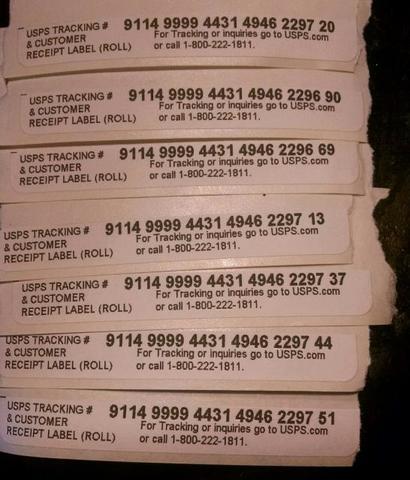 USPS TRACKING # 9114 9999 4431 4946 2297 20
& CUSTOMER For Tracking or inquiries go to USPS.com
RECEIPT LABEL (ROLL) or call 1-800-222-1811.
USPS TRACKING # 9114 9999 4431 4946 2296 90
& CUSTOMER For Tracking or inquiries go to USPS.com
RECEIPT LABEL (ROLL) or call 1-800-222-1811.
USPS TRACKING # 9114 9999 4431 4946 2296 69
& CUSTOMER For Tracking or inquiries go to USPS.com
RECEIPT LABEL (ROLL) or call 1-800-222-1811.
USPS TRACKING # 9114 9999 4431 4946 2297 13
& CUSTOMER For Tracking or inquiries go to USPS.com
RECEIPT LABEL (ROLL) or call 1-800-222-1811.
USPS TRACKING # 9114 9999 4431 4946 2297 37
& CUSTOMER For Tracking or inquiries go to USPS.com
RECEIPT LABEL (ROLL) or call 1-800-222-1811.
USPS TRACKING # 9114 9999 4431 4946 2297 44
& CUSTOMER For Tracking or inquiries go to USPS.com
RECEIPT LABEL (ROLL) or call 1-800-222-1811.
USPS TRACKING # 9114 9999 4431 4946 2297 51
& CUSTOMER For Tracking or inquiries go to USPS.com
RECEIPT LABEL (ROLL) or call 1-800-222-1811.